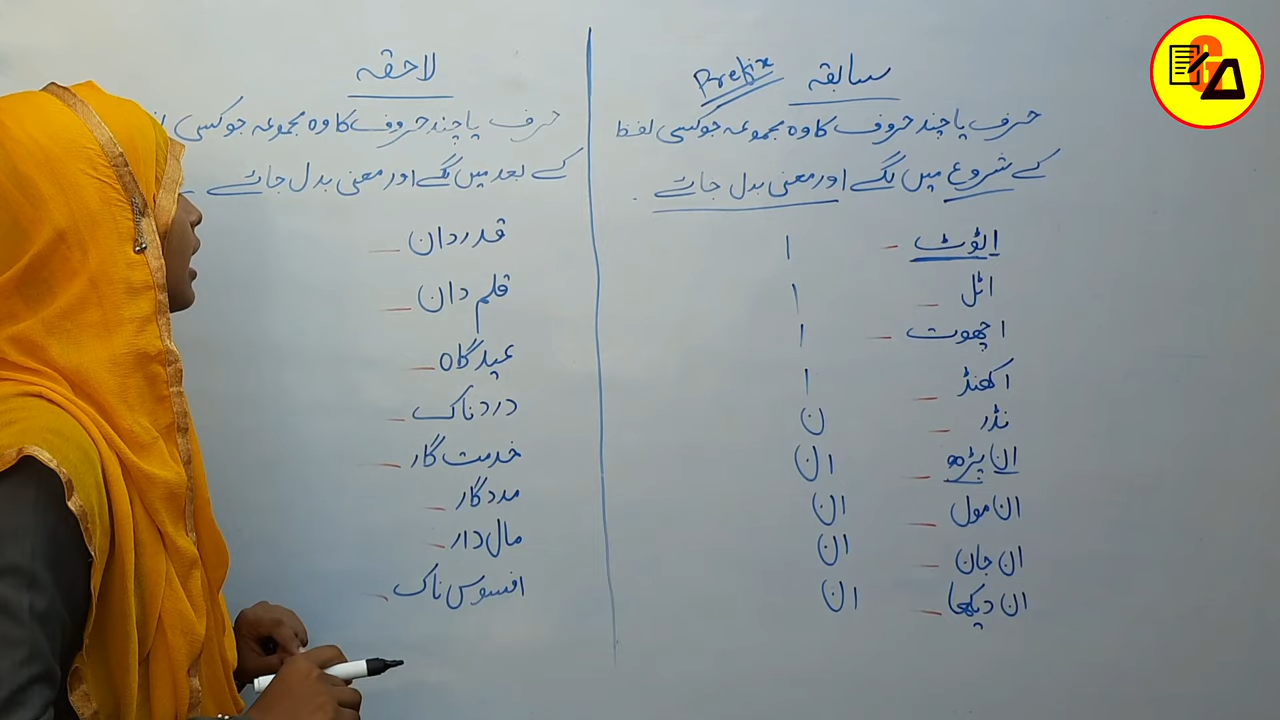 سابقہ Prefix
حرف یا چند حروف کا وہ مجموعہ جو کسی لفظ
کے شروع میں لگے اور معنی بدل جائے۔
اٹوٹ - ا
اٹل - ا
اچھوت - ا
اکھنڈ - ا
نڈر - ن
ان پڑھ - ان
ان مول - ان
ان جان - ان
ان دیکھا - ان
لاحقہ
حرف یا چند حروف کا وہ مجموعہ جو کسی
کے بعد میں لگے اور معنی بدل جائے ۔
قدردان -
قلم دان -
عیدگاہ -
دردناک -
خدمت گار -
مددگار -
مال دار -
افسوس ناک -
G